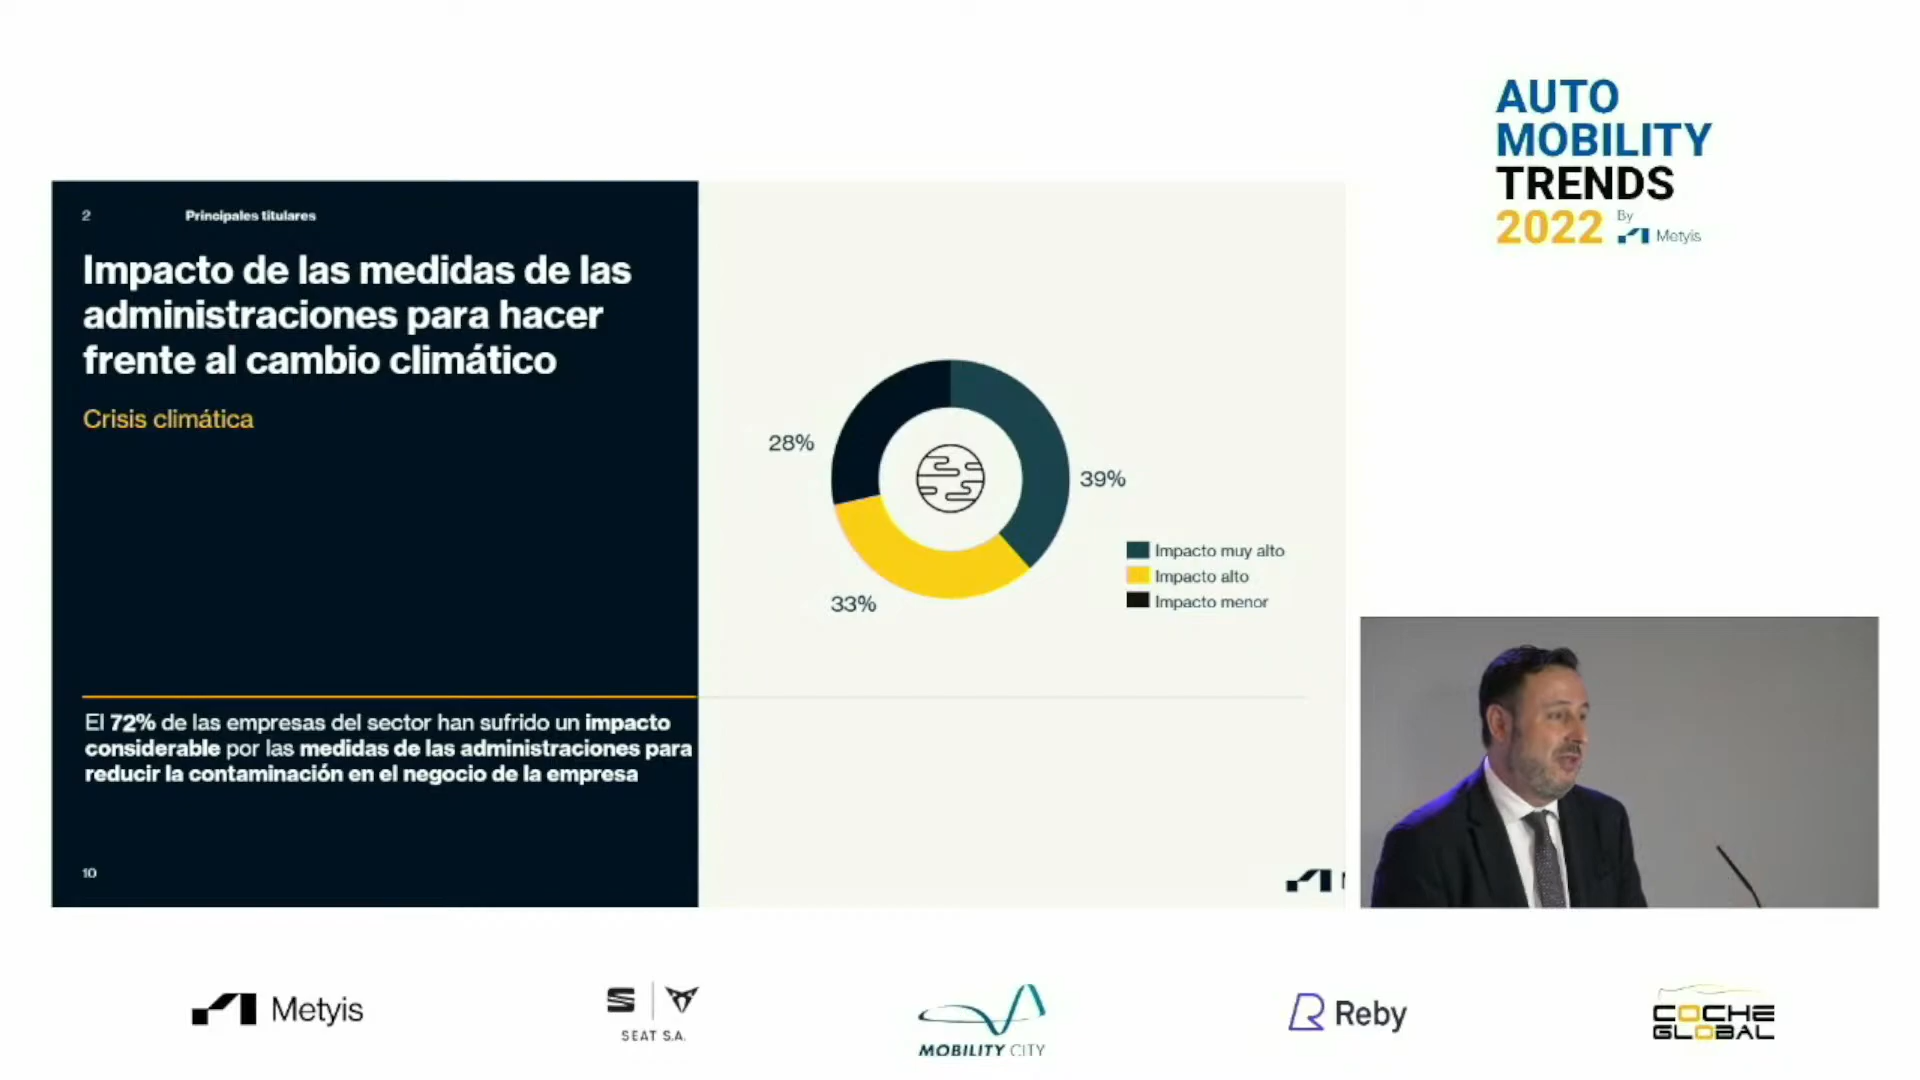 AUTO
MOBILITY
TRENDS
2022 By
Metyis
2 Principales titulares
Impacto de las medidas de las
administraciones para hacer
frente al cambio climático
Crisis climática
28%
39%
33%
Impacto muy alto
Impacto alto
Impacto menor
El 72% de las empresas del sector han sufrido un impacto
considerable por las medidas de las administraciones para
reducir la contaminación en el negocio de la empresa
10
Metyis
SEAT S.A.
MOBILITY CITY
Reby
COCHE
GLOBAL